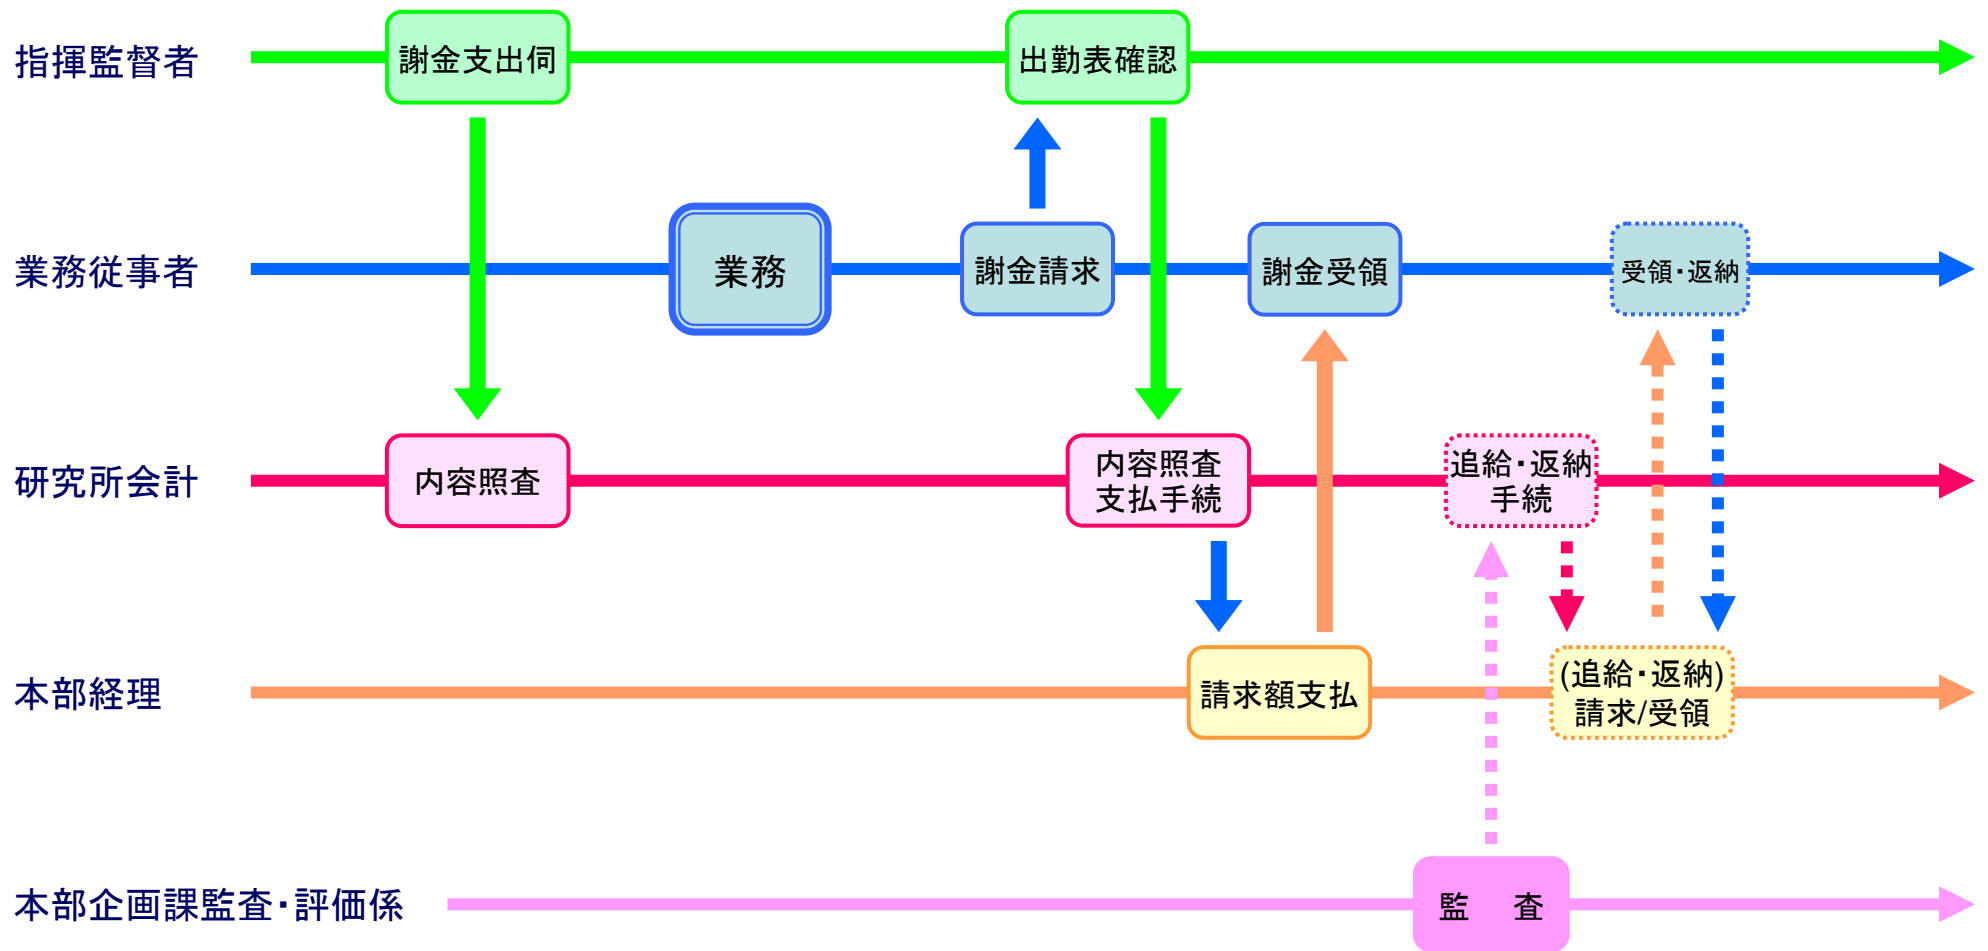 指揮監督者
謝金支出伺
出勤表確認
業務従事者
業務
謝金請求
謝金受領
受領・返納
研究所会計
内容照査
内容照査
支払手続
追給・返納
手続
本部経理
請求額支払
(追給・返納)
請求/受領
本部企画課監査・評価係
監　査